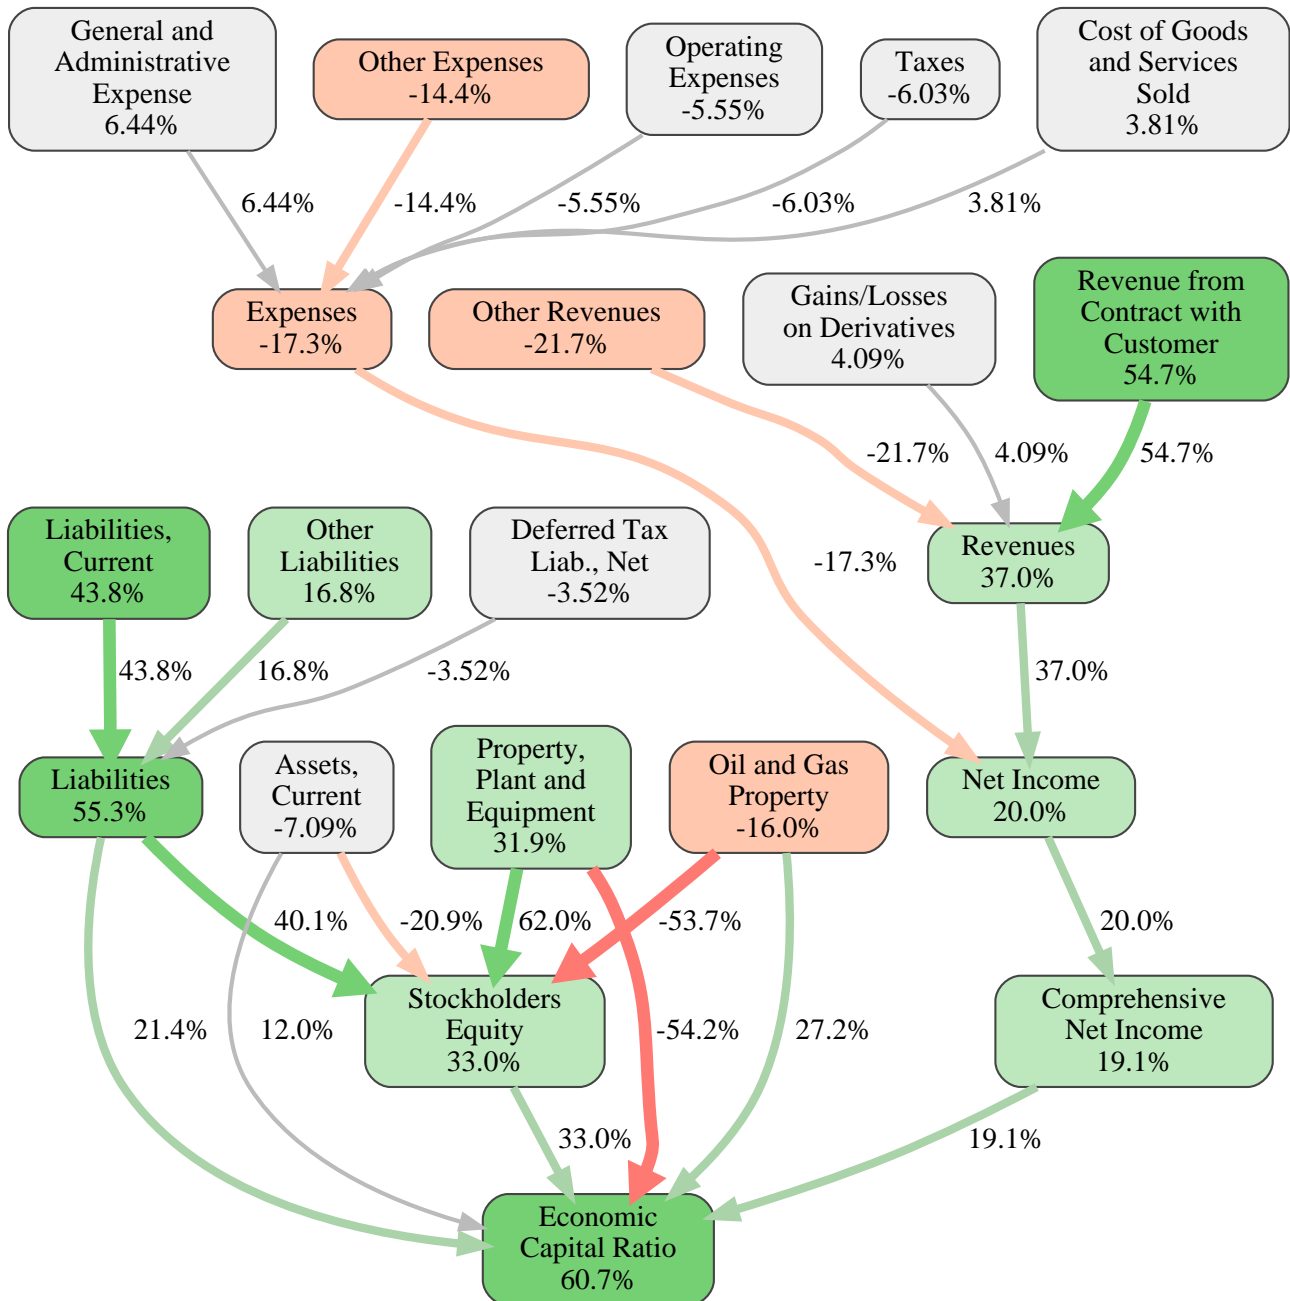 General and
Administrative
Expense
6.44%
Other Expenses
-14.4%
Operating
Expenses
-5.55%
Taxes
-6.03%
Cost of Goods
and Services
Sold
3.81%
6.44%
-14.4%
-5.55%
-6.03%
3.81%
Expenses
-17.3%
Other Revenues
-21.7%
Gains/Losses
on Derivatives
4.09%
Revenue from
Contract with
Customer
54.7%
-21.7%
4.09%
54.7%
Liabilities,
Current
43.8%
Other
Liabilities
16.8%
Deferred Tax
Liab., Net
-3.52%
-17.3%
Revenues
37.0%
43.8%
16.8%
-3.52%
37.0%
Liabilities
55.3%
Assets,
Current
-7.09%
Property,
Plant and
Equipment
31.9%
Oil and Gas
Property
-16.0%
Net Income
20.0%
40.1%
-20.9%
62.0%
-53.7%
20.0%
Stockholders
Equity
33.0%
Comprehensive
Net Income
19.1%
21.4%
12.0%
-54.2%
27.2%
33.0%
19.1%
Economic
Capital Ratio
60.7%